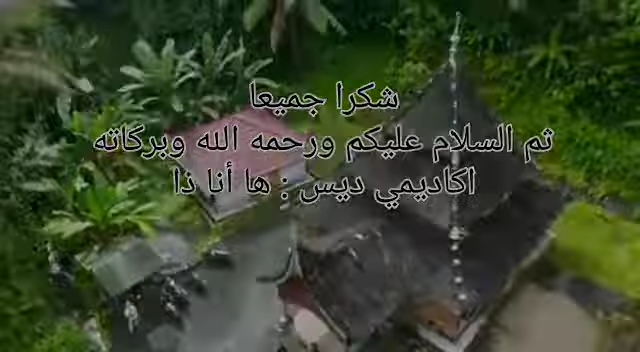 شكرا جميعا
ثم السلام عليكم ورحمه الله وبركاته
اكاديمي ديس : ها أنا ذا